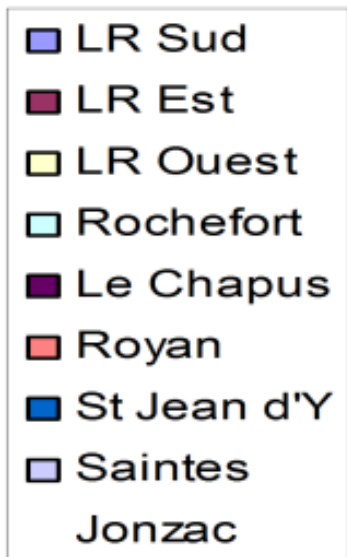 LR Sud
LR Est
LR Ouest
Rochefort
Le Chapus
Royan
St Jean d'Y
Saintes
Jonzac